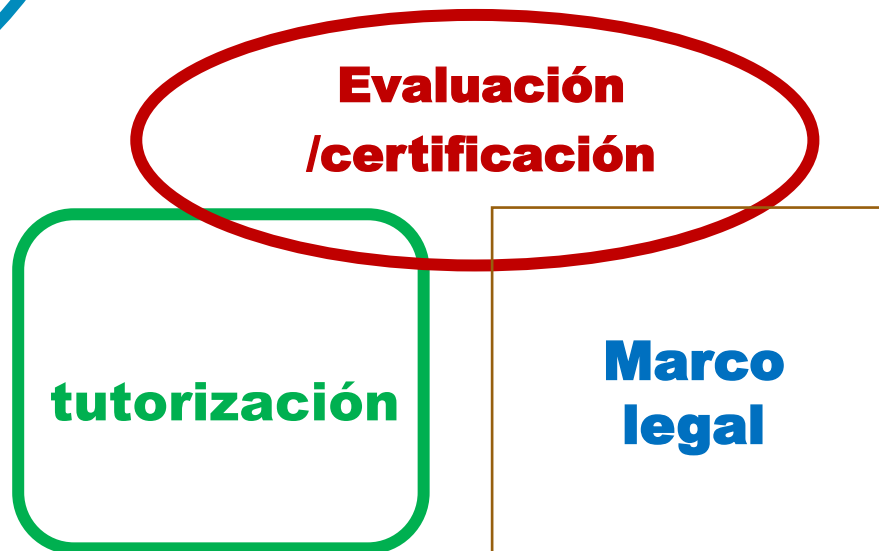 Evaluación
/certificación
tutorización
Marco
legal